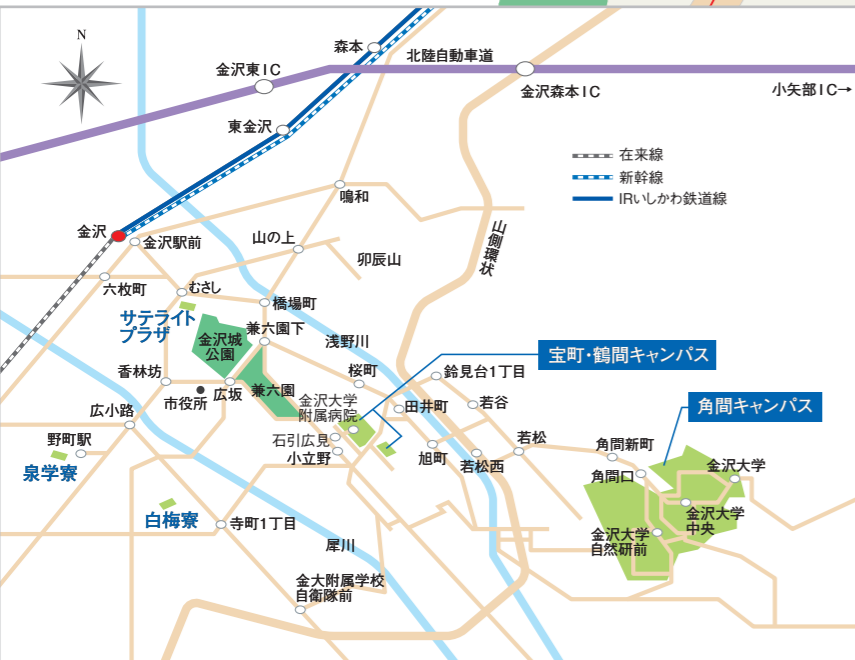 N
森本
北陸自動車道
金沢東IC
金沢森本IC
小矢部IC→
東金沢
在来線
新幹線
IRいしかわ鉄道線
鳴和
金沢
金沢駅前
山の上
卯辰山
山側環状
六枚町
むさし
橋場町
サテライト
プラザ
金沢城
公園
兼六園下
浅野川
宝町・鶴間キャンパス
香林坊
市役所
広坂
兼六園
桜町
鈴見台1丁目
金沢大学
附属病院
田井町
若谷
角間キャンパス
広小路
野町駅
泉学寮
石引広見
小立野
旭町
若松西
若松
角間新町
角間口
金沢大学
白梅寮
寺町1丁目
金沢大学
中央
金沢大学
自然研前
犀川
金大附属学校
自衛隊前